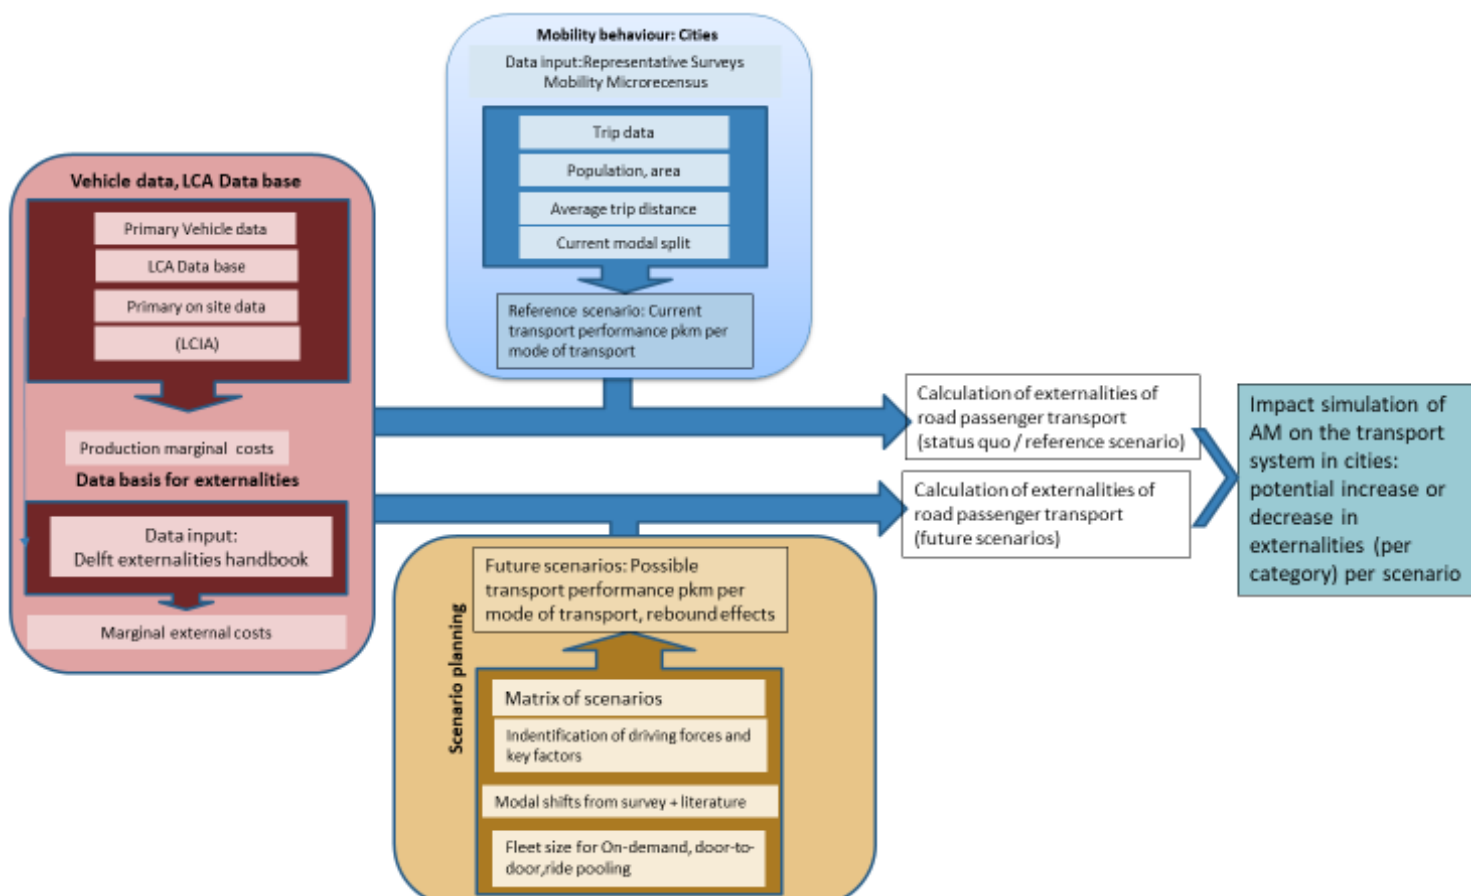 Mobility behaviour: Cities
Data input:Representative Surveys
Mobility Microrecensus
Trip data
Population, area
Average trip distance
Current modal split
Reference scenario: Current
transport performance pkm per
mode of transport
Vehicle data, LCA Data base
Primary Vehicle data
LCA Data base
Primary on site data
(LCIA)
Production marginal costs
Data basis for externalities
Data input:
Delft externalities handbook
Marginal external costs
Calculation of externalities of
road passenger transport
(status quo / reference scenario)
Calculation of externalities of
road passenger transport
(future scenarios)
Impact simulation of
AM on the transport
system in cities:
potential increase or
decrease in
externalities (per
category) per scenario
Scenario planning
Future scenarios: Possible
transport performance pkm per
mode of transport, rebound effects
Matrix of scenarios
Indentification of driving forces and
key factors
Modal shifts from survey + literature
Fleet size for On-demand, door-to-
door,ride pooling